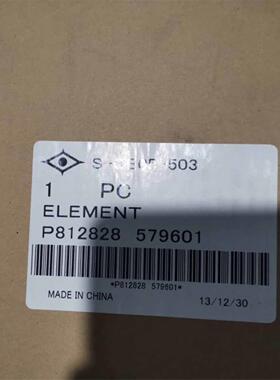 1 PC
ELEMENT
P812828 579601
*P812828 579601*
MADE IN CHINA
13/12/30